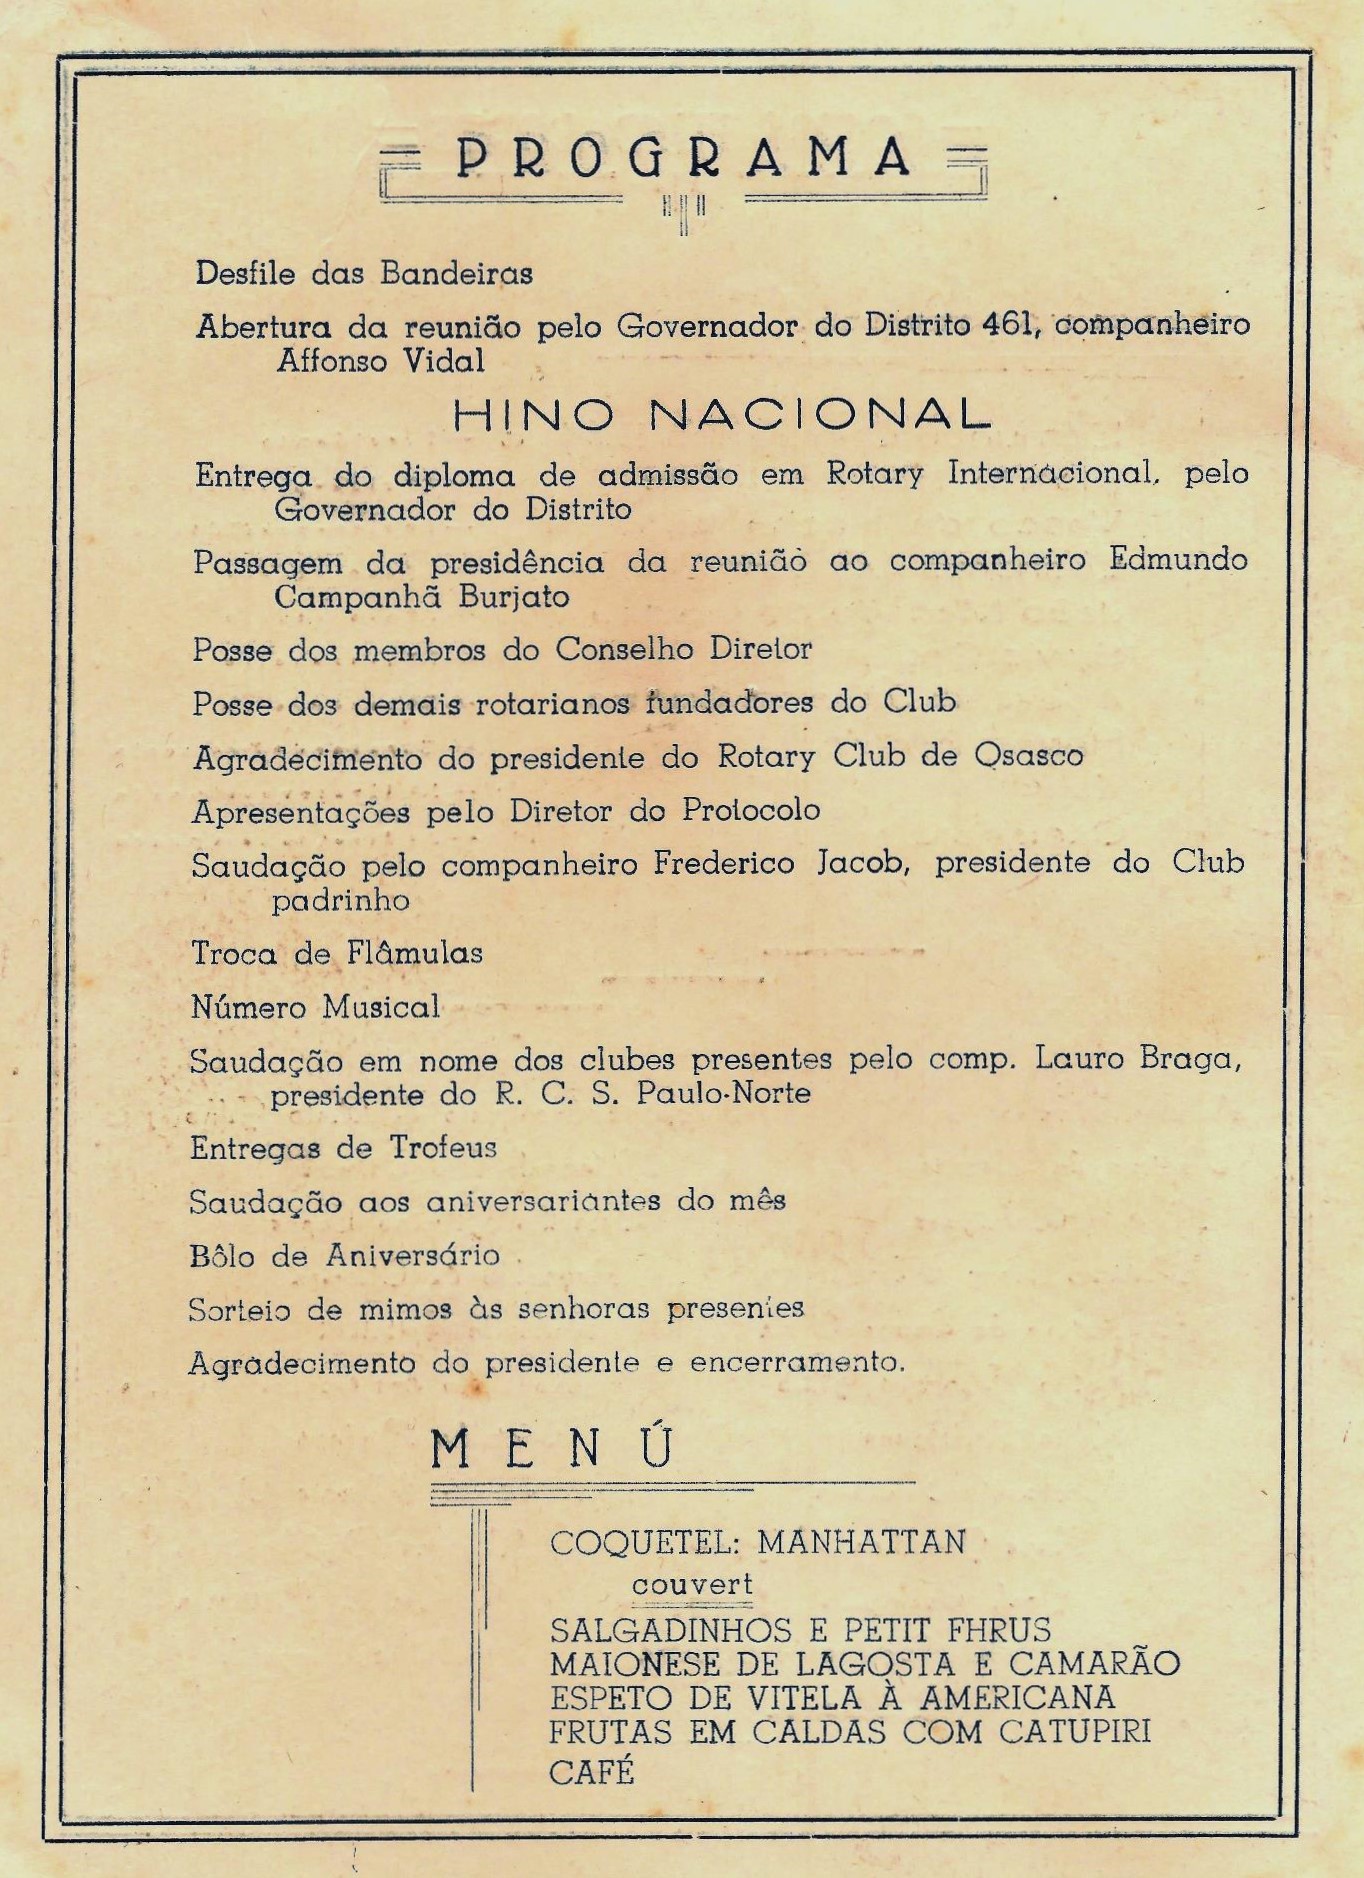 PROGRAMA
Desfile das Bandeiras
Abertura da reunião pelo Governador do Distrito 461, companheiro
Affonso Vidal
HINO NACIONAL
Entrega do diploma de admissão em Rotary Internacional, pelo
Governador do Distrito
Passagem da presidência da reunião ao companheiro Edmundo
Campanhã Burjato
Posse dos membros do Conselho Diretor
Posse dos demais rotarianos fundadores do Club
Agradecimento do presidente do Rotary Club de Osasco
Apresentações pelo Diretor do Protocolo
Saudação pelo companheiro Frederico Jacob, presidente do Club
padrinho
Troca de Flâmulas
Número Musical
Saudação em nome dos clubes presentes pelo comp. Lauro Braga,
presidente do R. C. S. Paulo-Norte
Entregas de Trofeus
Saudação aos aniversariantes do mês
Bôlo de Aniversário
Sorteio de mimos às senhoras presentes
Agradecimento do presidente e encerramento.
MENÚ
COQUETEL: MANHATTAN
couvert
SALGADINHOS E PETIT FHRUS
MAIONESE DE LAGOSTA E CAMARÃO
ESPETO DE VITELA À AMERICANA
FRUTAS EM CALDAS COM CATUPIRI
CAFÉ